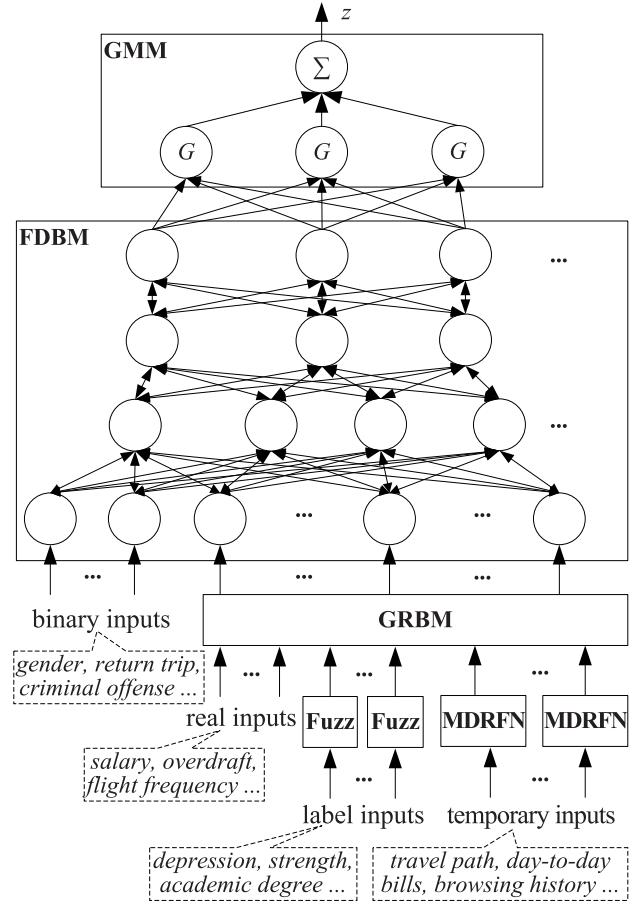 z
GMM
Σ
G G G
FDBM
...
...
... ...
... ... ...
binary inputs
GRBM
gender, return trip,
criminal offense ...
... ... ...
real inputs
Fuzz Fuzz MDRFN MDRFN
salary, overdraft,
flight frequency ...
... ...
label inputs temporary inputs
depression, strength,
academic degree ...
travel path, day-to-day
bills, browsing history ...